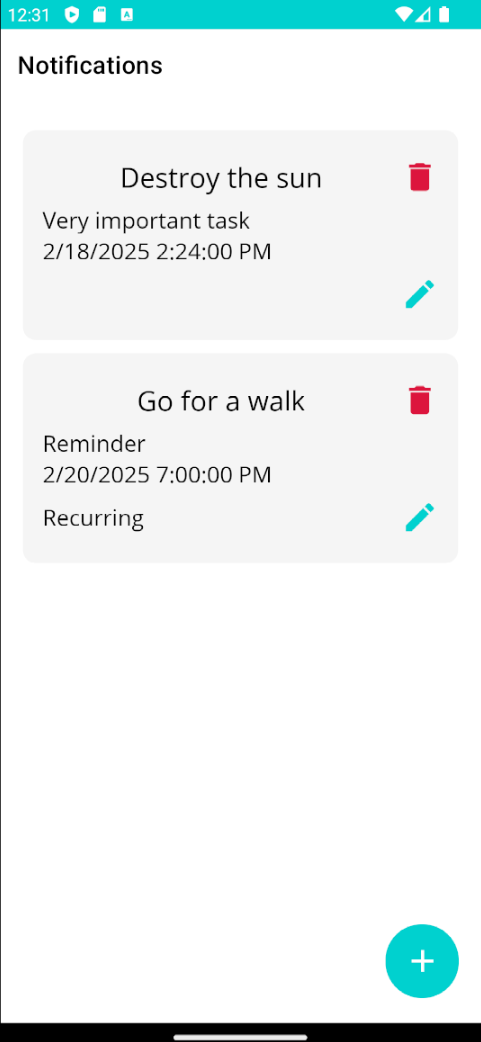 12:31
Notifications
Destroy the sun
Very important task
2/18/2025 2:24:00 PM
Go for a walk
Reminder
2/20/2025 7:00:00 PM
Recurring